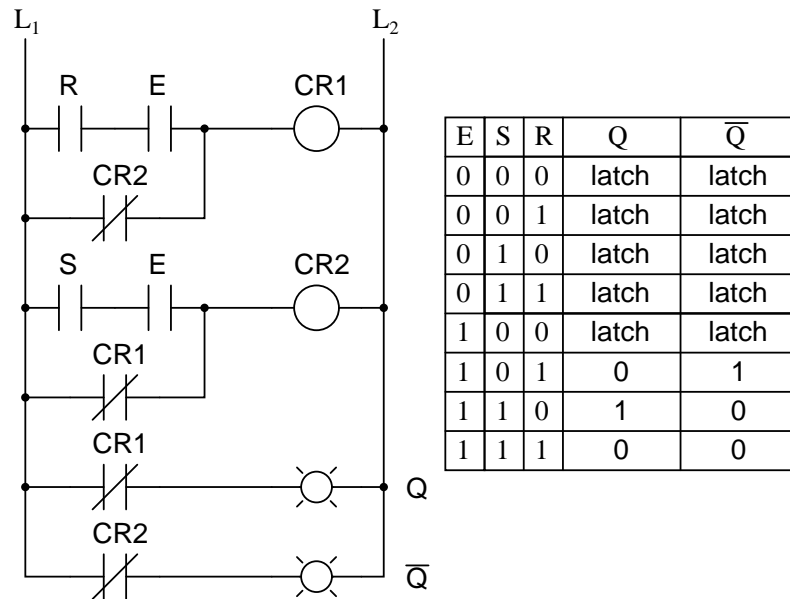 L₁ L₂
R E CR1
CR2
S E CR2
CR1
CR1
Q
CR2
Q̅
E S R Q Q̅
0 0 0 latch latch
0 0 1 latch latch
0 1 0 latch latch
0 1 1 latch latch
1 0 0 latch latch
1 0 1 0 1
1 1 0 1 0
1 1 1 0 0